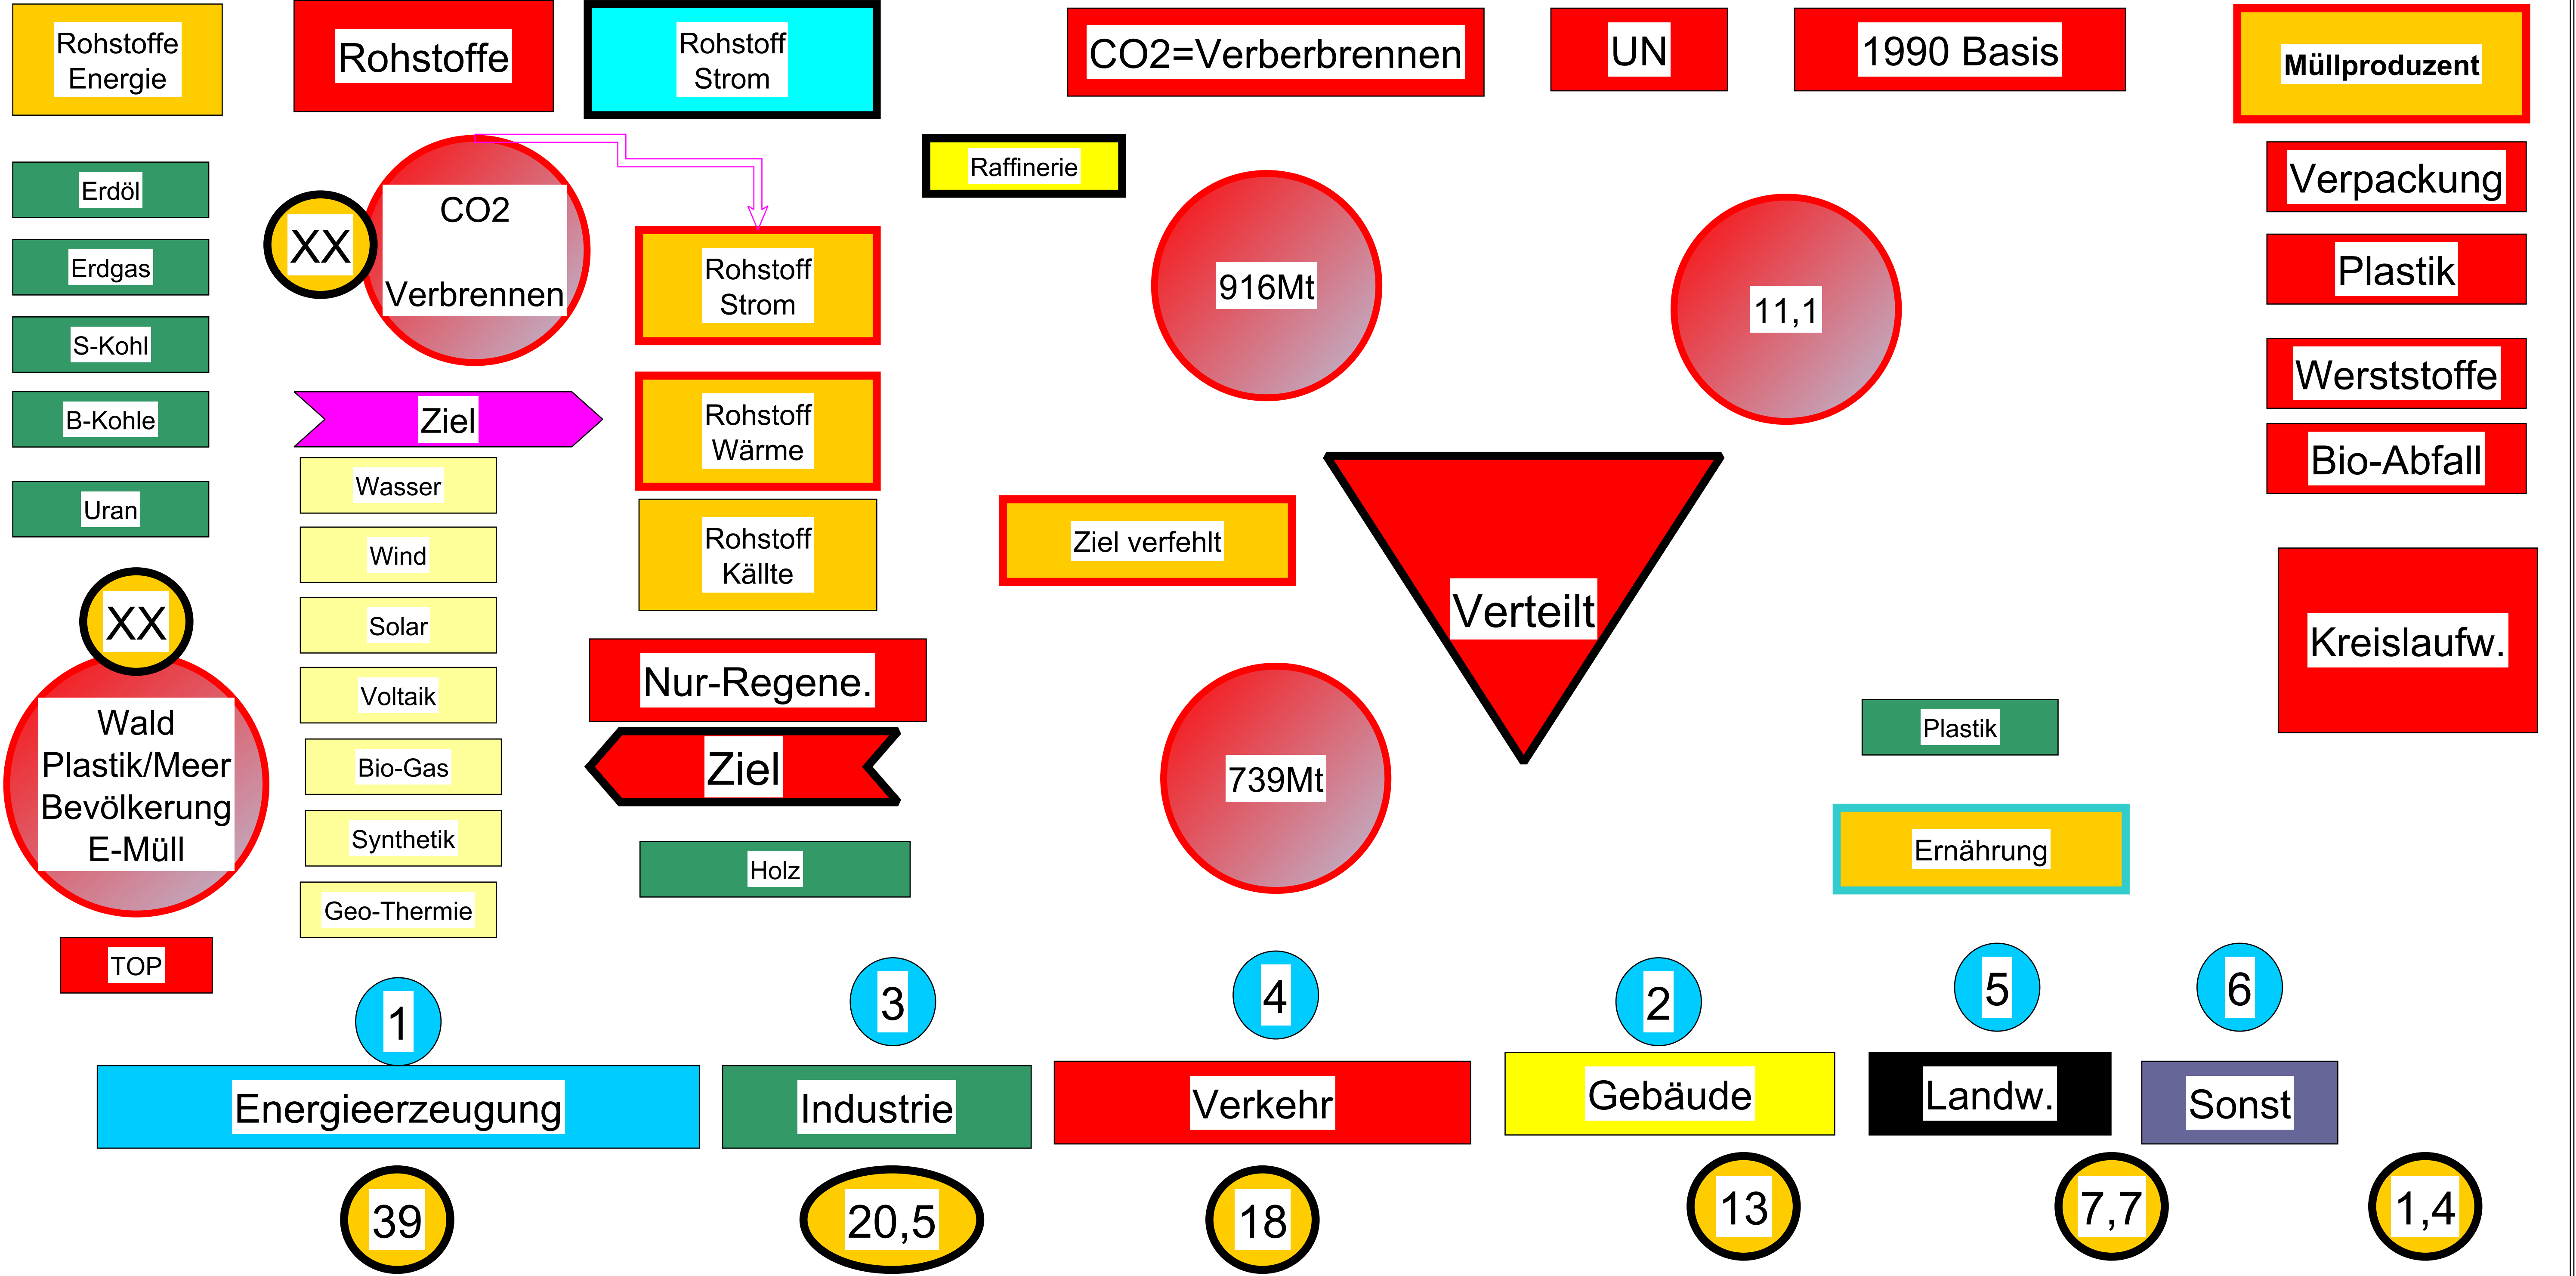 Rohstoffe
Energie
Rohstoffe
Rohstoff
Strom
CO2=Verberbrennen
UN
1990 Basis
Müllproduzent
Erdöl
Erdgas
S-Kohl
B-Kohle
Uran
XX
CO2
Verbrennen
Raffinerie
Rohstoff
Strom
Rohstoff
Wärme
Rohstoff
Källte
916Mt
11,1
Verpackung
Plastik
Werststoffe
Bio-Abfall
Ziel
Wasser
Wind
Solar
Voltaik
Bio-Gas
Synthetik
Geo-Thermie
Ziel verfehlt
Verteilt
Kreislaufw.
XX
Wald
Plastik/Meer
Bevölkerung
E-Müll
TOP
Nur-Regene.
Ziel
Holz
739Mt
Plastik
Ernährung
1
3
4
2
5
6
Energieerzeugung
Industrie
Verkehr
Gebäude
Landw.
Sonst
39
20,5
18
13
7,7
1,4